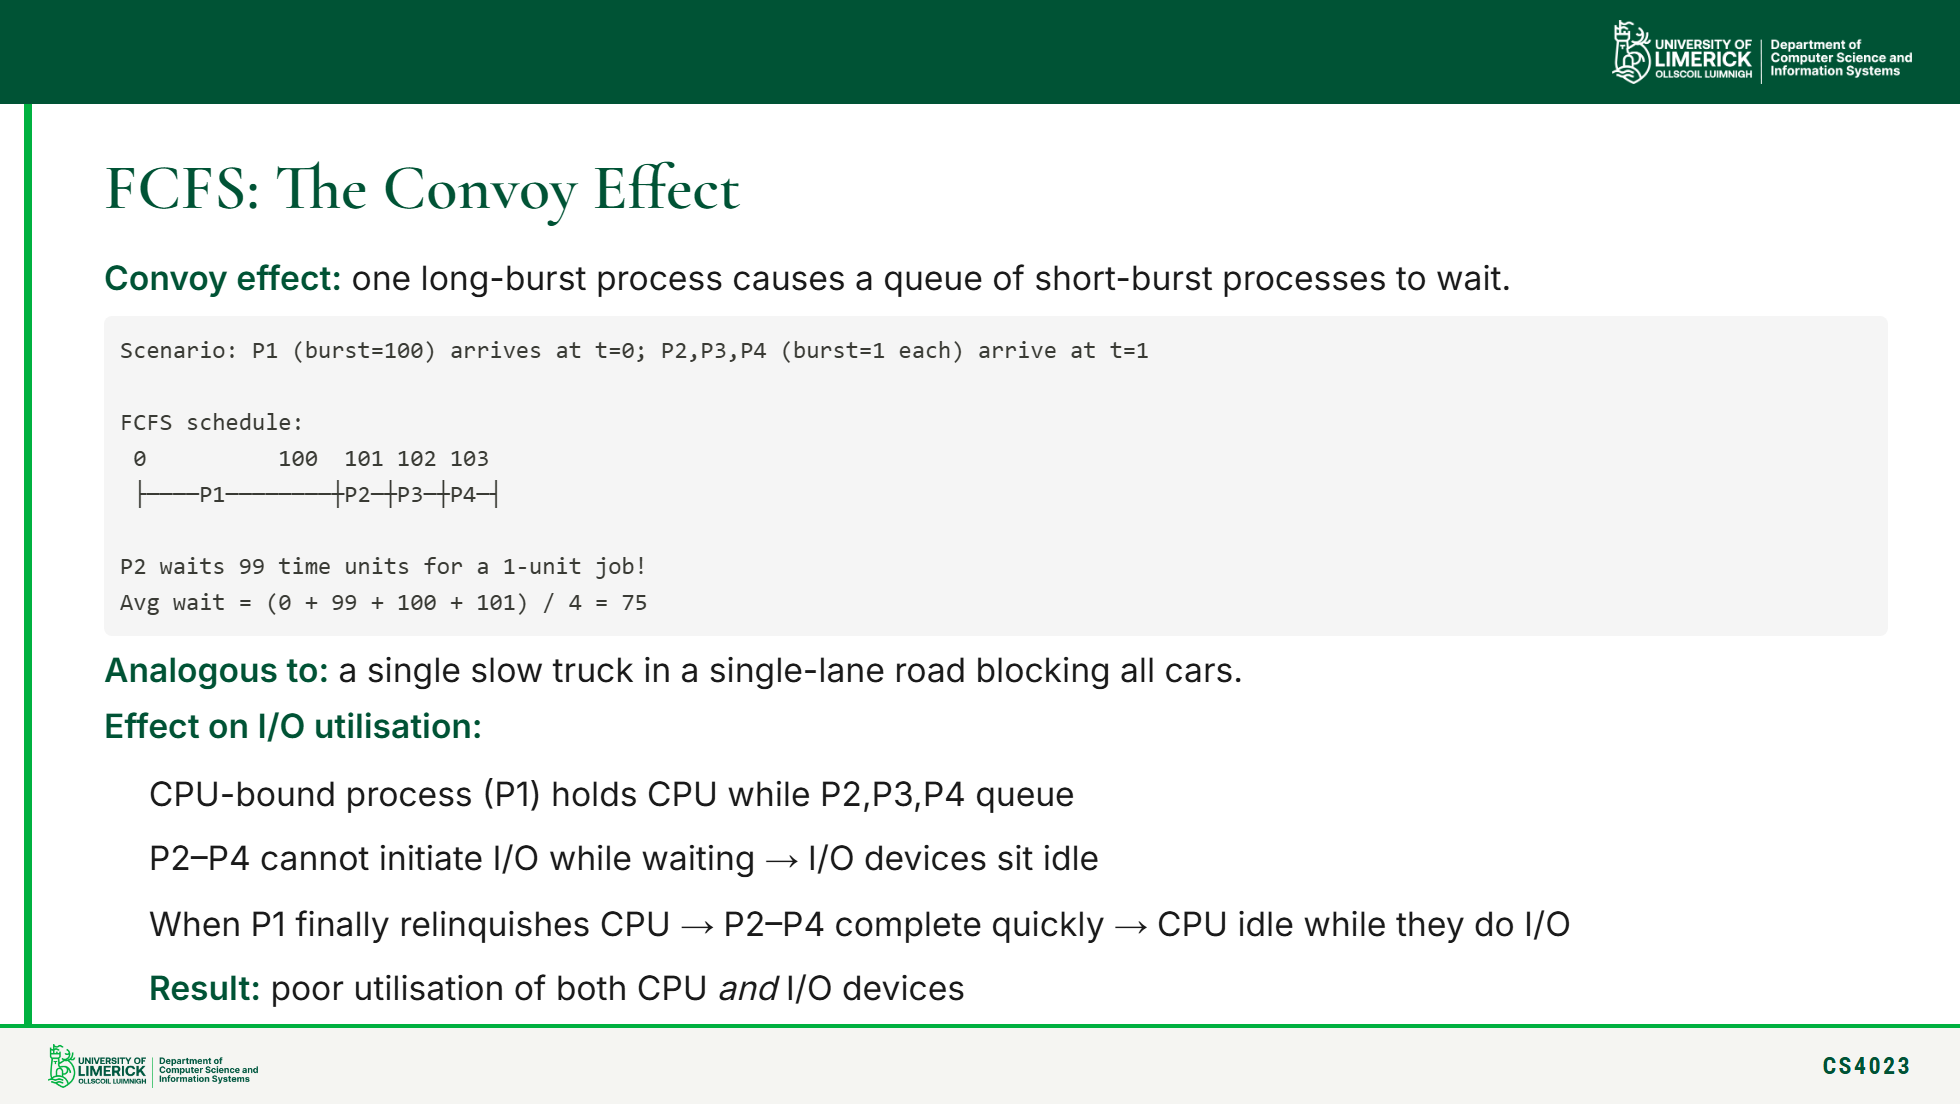 UNIVERSITY OF
LIMERICK
OLLSCOIL LUIMNIGH
Department of
Computer Science and
Information Systems
FCFS: The Convoy Effect
Convoy effect: one long-burst process causes a queue of short-burst processes to wait.
Scenario: P1 (burst=100) arrives at t=0; P2,P3,P4 (burst=1 each) arrive at t=1
FCFS schedule:
 0          100  101 102 103
 ├────P1────────┼P2─┼P3─┼P4─┤
P2 waits 99 time units for a 1-unit job!
Avg wait = (0 + 99 + 100 + 101) / 4 = 75
Analogous to: a single slow truck in a single-lane road blocking all cars.
Effect on I/O utilisation:
CPU-bound process (P1) holds CPU while P2,P3,P4 queue
P2–P4 cannot initiate I/O while waiting → I/O devices sit idle
When P1 finally relinquishes CPU → P2–P4 complete quickly → CPU idle while they do I/O
Result: poor utilisation of both CPU and I/O devices
UNIVERSITY OF
LIMERICK
OLLSCOIL LUIMNIGH
Department of
Computer Science and
Information Systems
CS4023